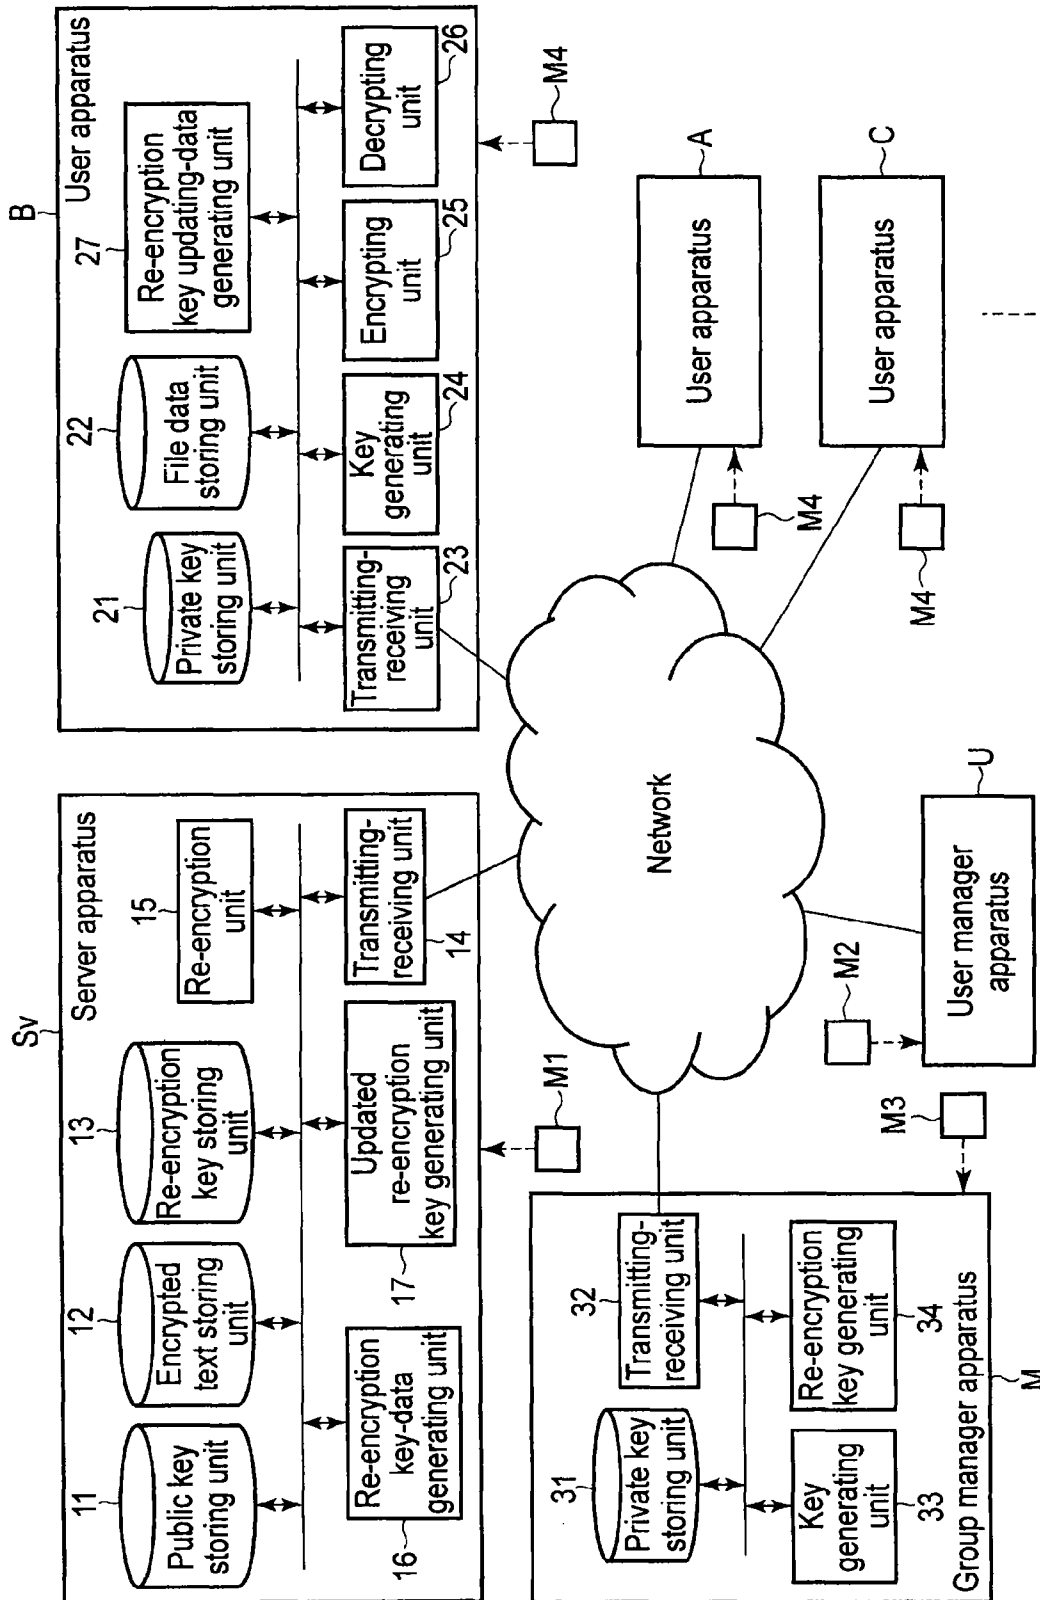 Sv
Server apparatus
11
Public key
storing unit
12
Encrypted
text storing
unit
13
Re-encryption
key storing
unit
15
Re-encryption
unit
16
Re-encryption
key-data
generating unit
17
Updated
re-encryption
key generating unit
Transmitting-
receiving unit
14
M1
B
User apparatus
21
Private key
storing unit
22
File data
storing unit
27
Re-encryption
key updating-data
generating unit
Transmitting-
receiving
unit
23
Key
generating
unit
24
Encrypting
unit
25
Decrypting
unit
26
M4
Network
A
User apparatus
M4
C
User apparatus
M4
31
Private key
storing unit
32
Transmitting-
receiving unit
Key
generating
unit
33
Re-encryption
key generating
unit
34
Group manager apparatus
M
M3
M2
User manager
apparatus
U